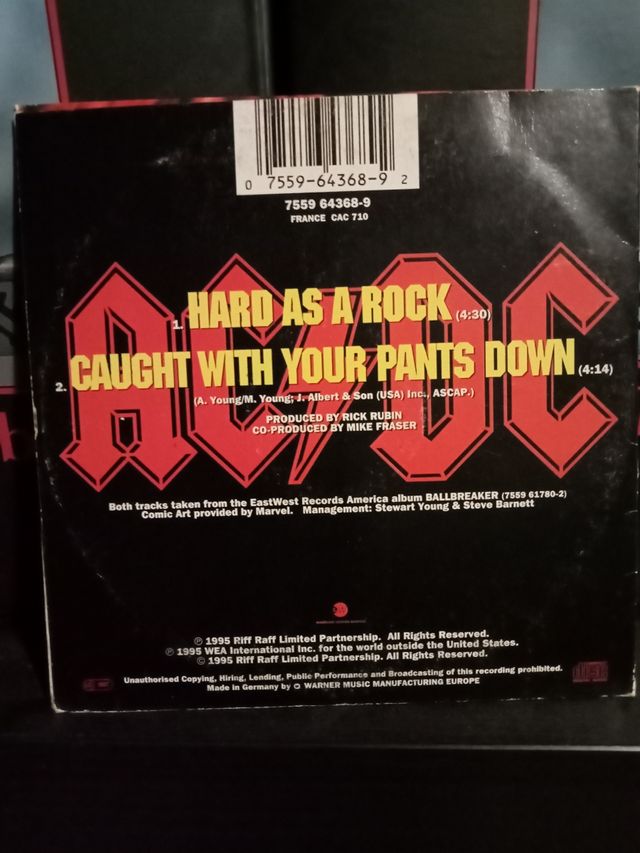 0 7559-64368-9 2
7559 64368-9
FRANCE CAC 710
AC/DC
1. HARD AS A ROCK (4:30)
2. CAUGHT WITH YOUR PANTS DOWN (4:14)
(A. Young/M. Young; J. Albert & Son (USA) Inc., ASCAP.)
PRODUCED BY RICK RUBIN
CO-PRODUCED BY MIKE FRASER
Both tracks taken from the EastWest Records America album BALLBREAKER (7559 61780-2)
Comic Art provided by Marvel. Management: Stewart Young & Steve Barnett
℗ 1995 Riff Raff Limited Partnership. All Rights Reserved.
℗ 1995 WEA International Inc. for the world outside the United States.
© 1995 Riff Raff Limited Partnership. All Rights Reserved.
Unauthorised Copying, Hiring, Lending, Public Performance and Broadcasting of this recording prohibited.
Made in Germany by WARNER MUSIC MANUFACTURING EUROPE